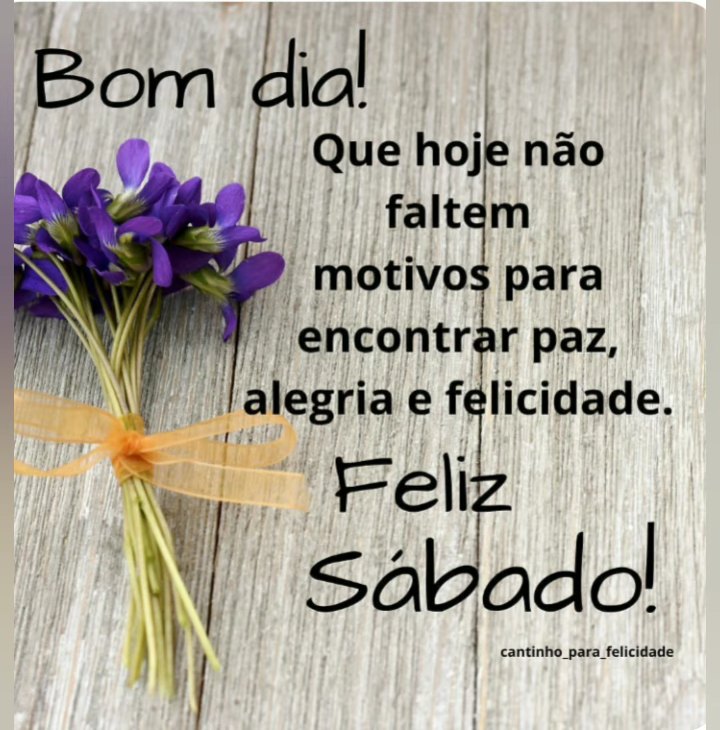 Bom dia!
Que hoje não
faltem
motivos para
encontrar paz,
alegria e felicidade.
Feliz
Sábado!
cantinho_para_felicidade